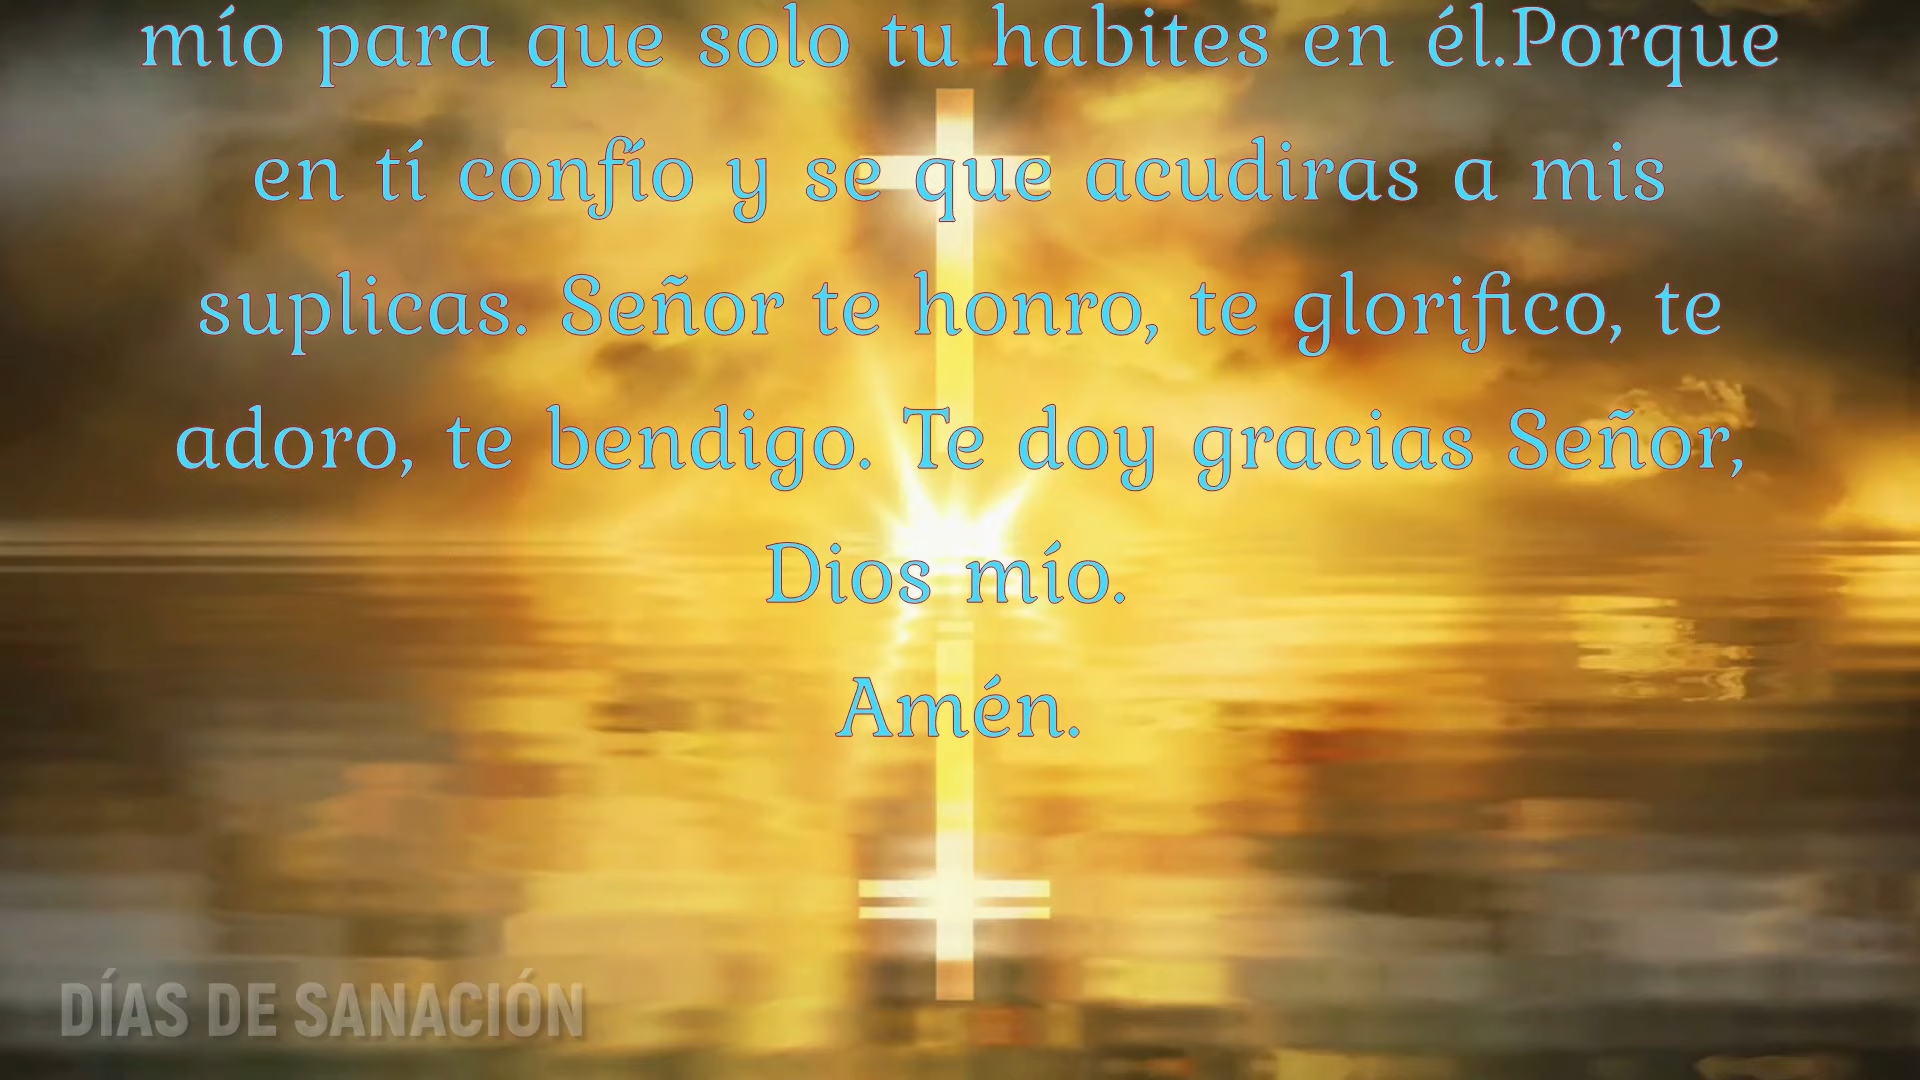 mío para que solo tu habites en él.Porque
en tí confío y se que acudiras a mis
suplicas. Señor te honro, te glorifico, te
adoro, te bendigo. Te doy gracias Señor,
Dios mío.
Amén.
DÍAS DE SANACIÓN